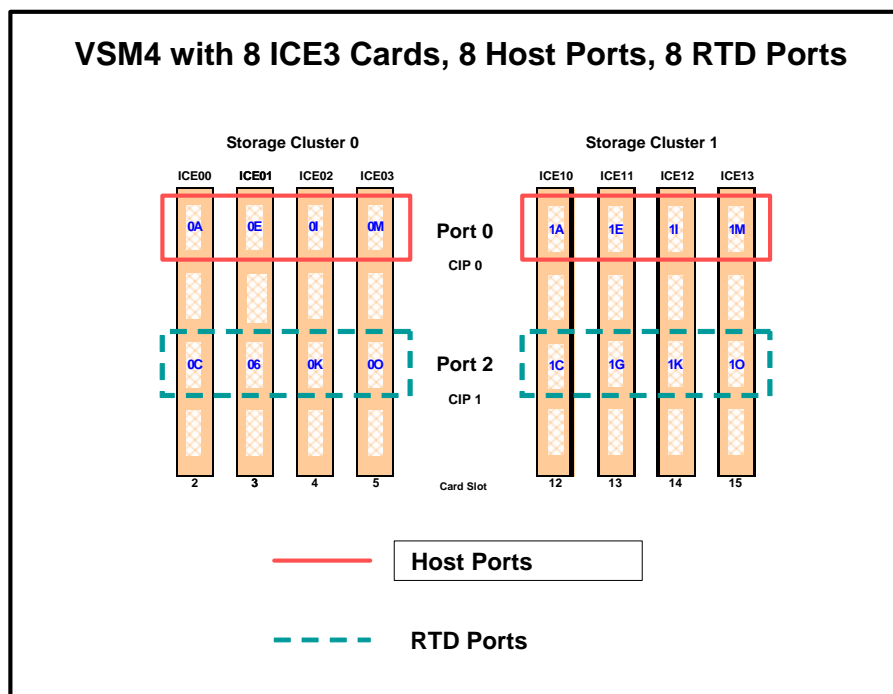 VSM4 with 8 ICE3 Cards, 8 Host Ports, 8 RTD Ports
Storage Cluster 0 Storage Cluster 1
ICE00 ICE01 ICE02 ICE03 ICE10 ICE11 ICE12 ICE13
0A 0E 0I 0M Port 0 1A 1E 1I 1M
CIP 0
0C 06 0K 0O Port 2 1C 1G 1K 1O
CIP 1
2 3 4 5 Card Slot 12 13 14 15
Host Ports
RTD Ports